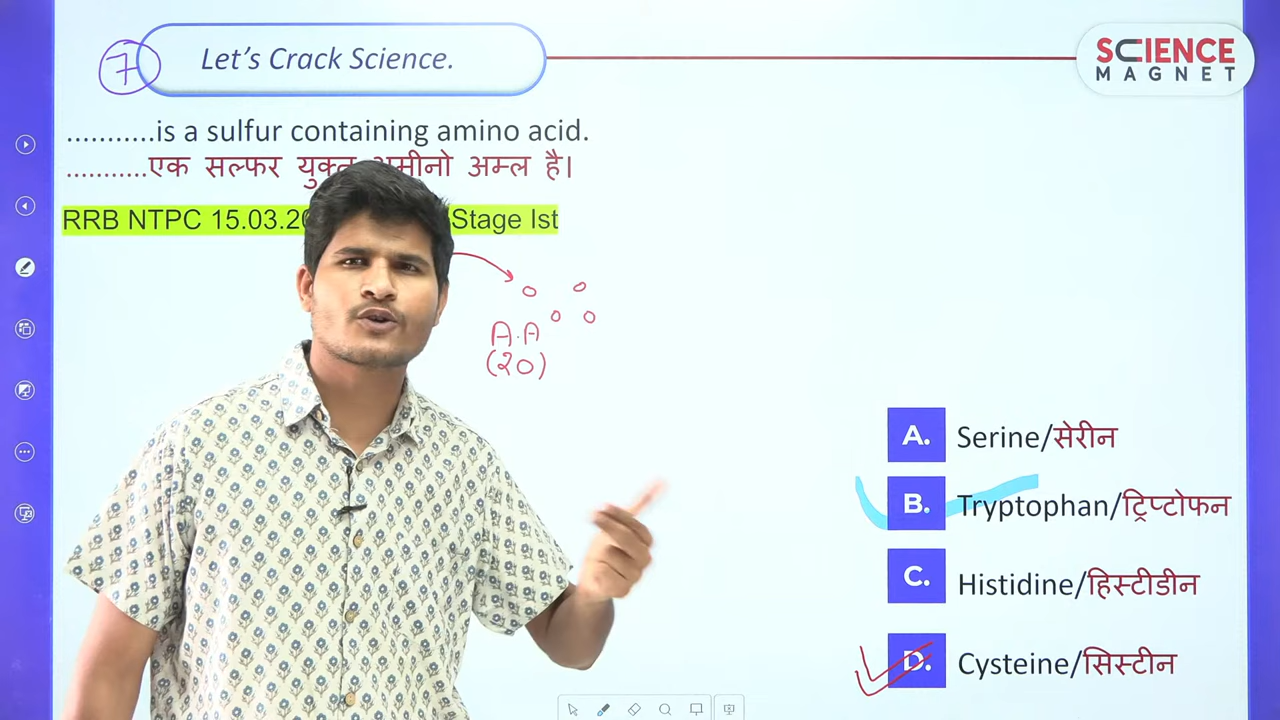 7
Let's Crack Science.
SCIENCE
MAGNET
...........is a sulfur containing amino acid.
...........एक सल्फर युक्त अमीनो अम्ल है।
RRB NTPC 15.03.20 Stage Ist
A.A
(20)
A. Serine/सेरीन
B. Tryptophan/ट्रिप्टोफन
C. Histidine/हिस्टीडीन
D. Cysteine/सिस्टीन